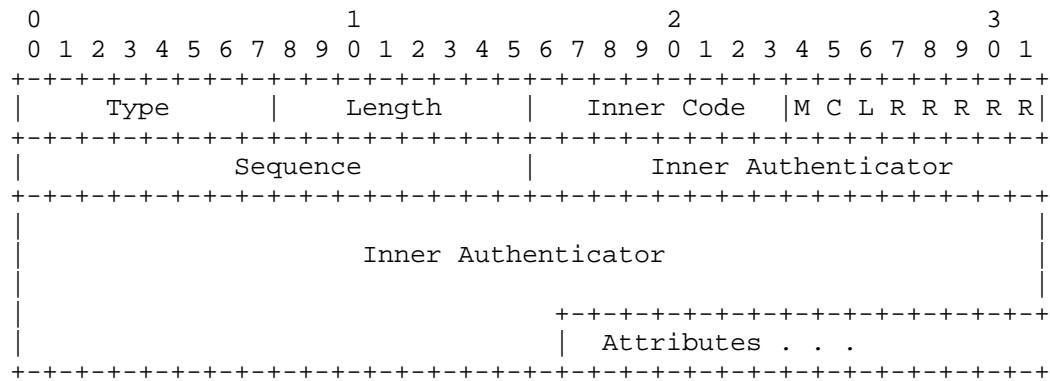 0                   1                   2                   3
 0 1 2 3 4 5 6 7 8 9 0 1 2 3 4 5 6 7 8 9 0 1 2 3 4 5 6 7 8 9 0 1
+-+-+-+-+-+-+-+-+-+-+-+-+-+-+-+-+-+-+-+-+-+-+-+-+-+-+-+-+-+-+-+-+
|     Type      |    Length     |   Inner Code  |M C L R R R R R|
+-+-+-+-+-+-+-+-+-+-+-+-+-+-+-+-+-+-+-+-+-+-+-+-+-+-+-+-+-+-+-+-+
|             Sequence          |       Inner Authenticator
+-+-+-+-+-+-+-+-+-+-+-+-+-+-+-+-+-+-+-+-+-+-+-+-+-+-+-+-+-+-+-+-+
|                                                               |
|                     Inner Authenticator                       |
|                                                               |
|                                 +-+-+-+-+-+-+-+-+-+-+-+-+-+-+-+
|                                 |  Attributes . . .
+-+-+-+-+-+-+-+-+-+-+-+-+-+-+-+-+-+-+-+-+-+-+-+-+-+-+-+-+-+-+-+-+